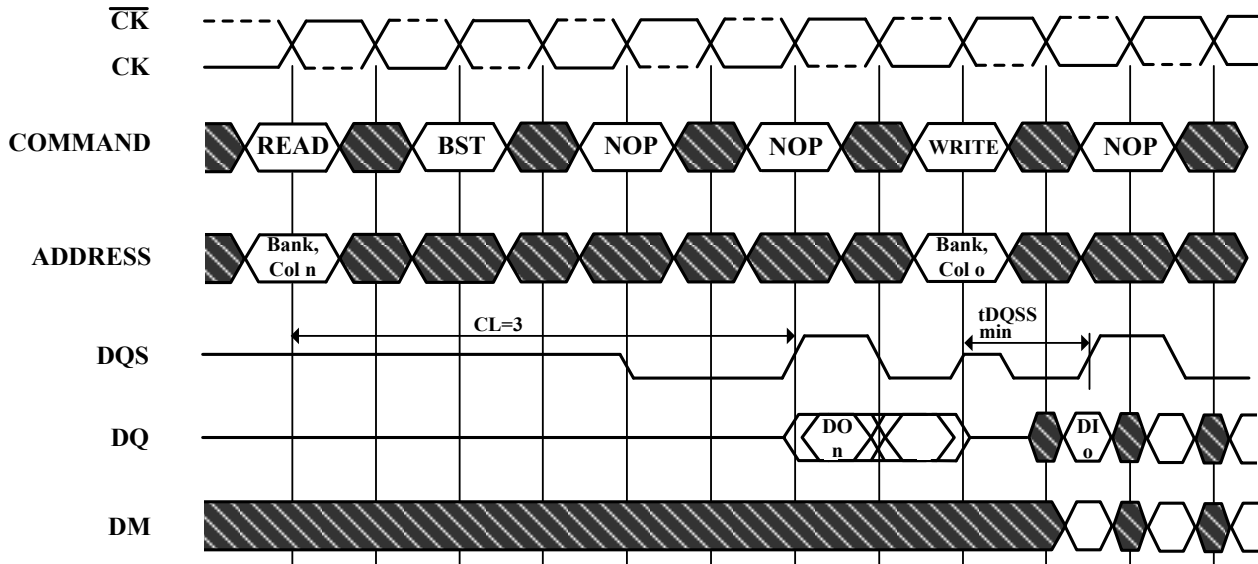 CK
CK
COMMAND
READ BST NOP NOP WRITE NOP
ADDRESS
Bank,
Col n
Bank,
Col o
CL=3
tDQSS
min
DQS
DQ
DO
n
DI
o
DM